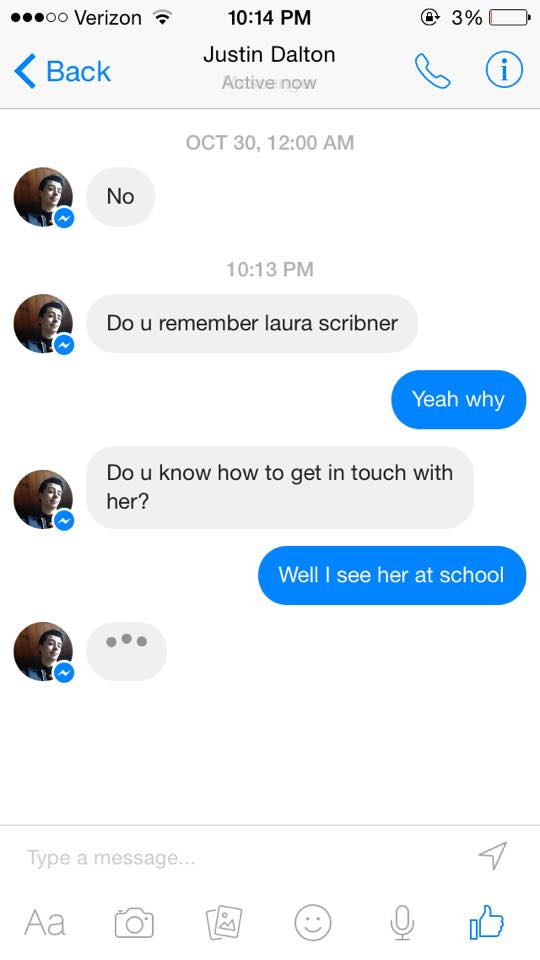 Verizon 10:14 PM 3%
Back Justin Dalton
Active now
OCT 30, 12:00 AM
No
10:13 PM
Do u remember laura scribner
Yeah why
Do u know how to get in touch with
her?
Well I see her at school
Type a message...
Aa